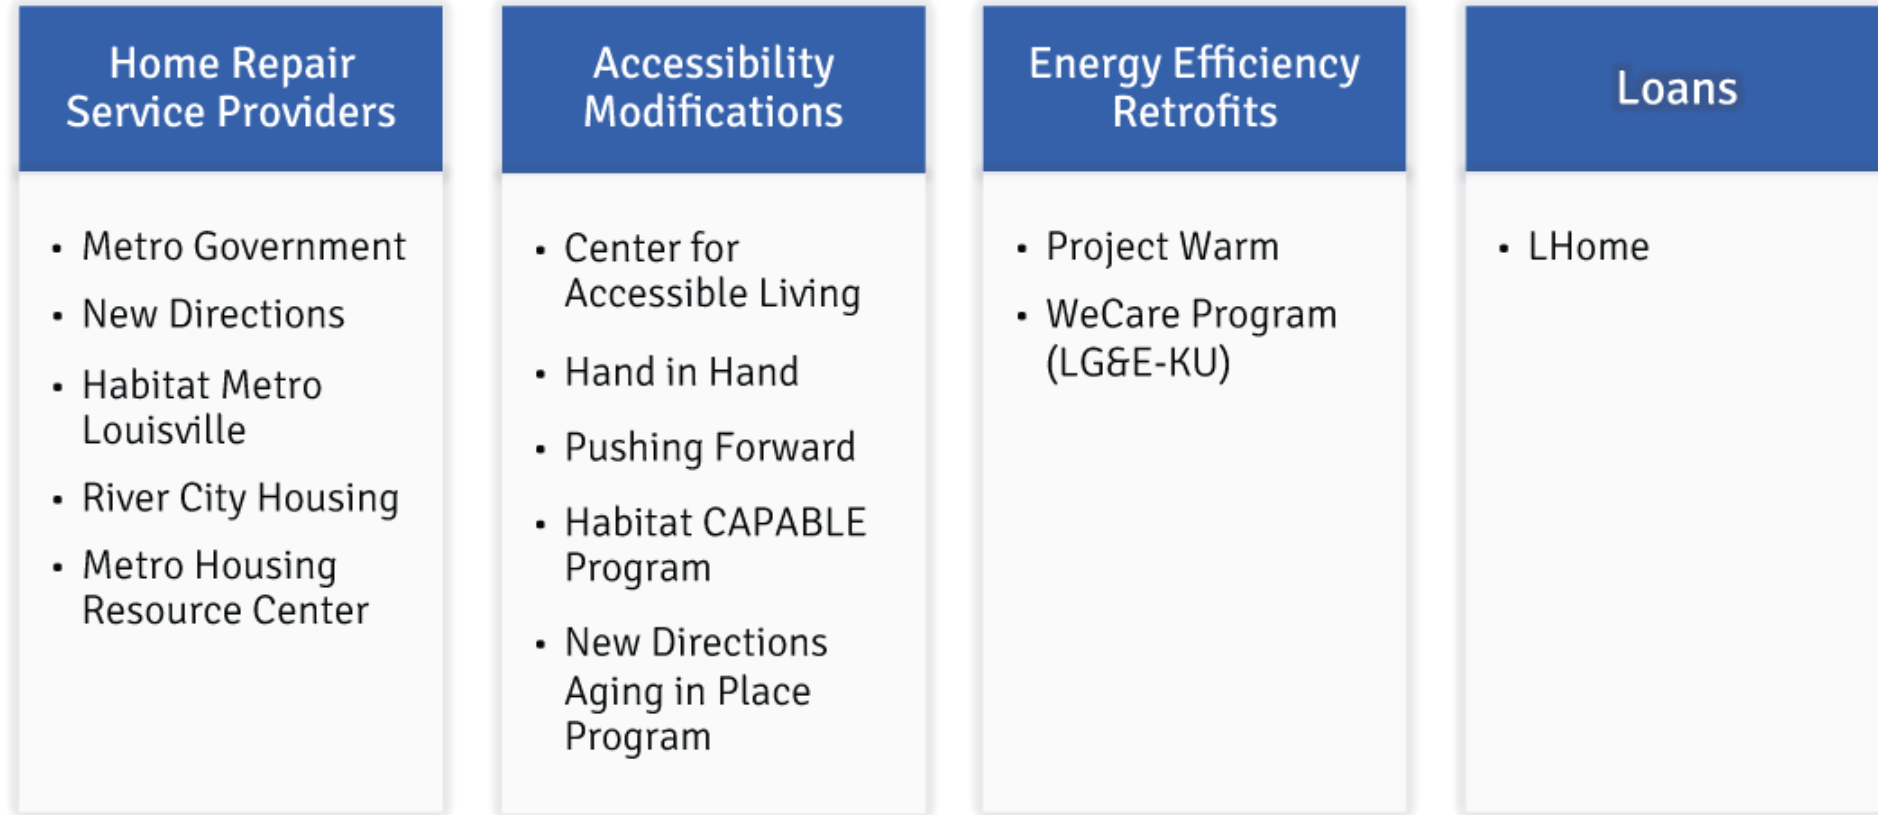 Home Repair
Service Providers
• Metro Government
• New Directions
• Habitat Metro
Louisville
• River City Housing
• Metro Housing
Resource Center
Accessibility
Modifications
• Center for
Accessible Living
• Hand in Hand
• Pushing Forward
• Habitat CAPABLE
Program
• New Directions
Aging in Place
Program
Energy Efficiency
Retrofits
• Project Warm
• WeCare Program
(LG&E-KU)
Loans
• LHome